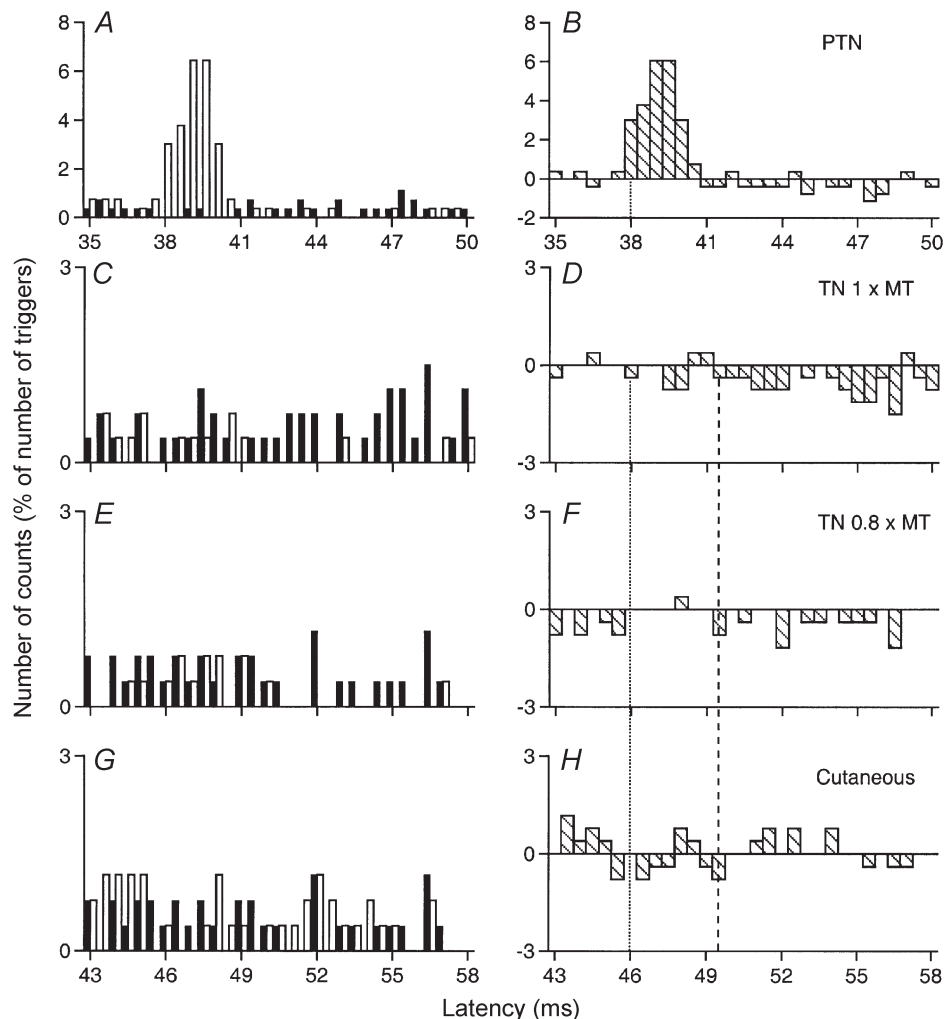 A
B
PTN
8
6
4
2
0
8
6
4
2
0
-2
35 38 41 44 47 50
35 38 41 44 47 50
C
D
TN 1 x MT
3
0
3
0
-3
E
F
TN 0.8 x MT
3
0
3
0
-3
G
H
Cutaneous
3
0
3
0
-3
43 46 49 52 55 58
43 46 49 52 55 58
Number of counts (% of number of triggers)
Latency (ms)